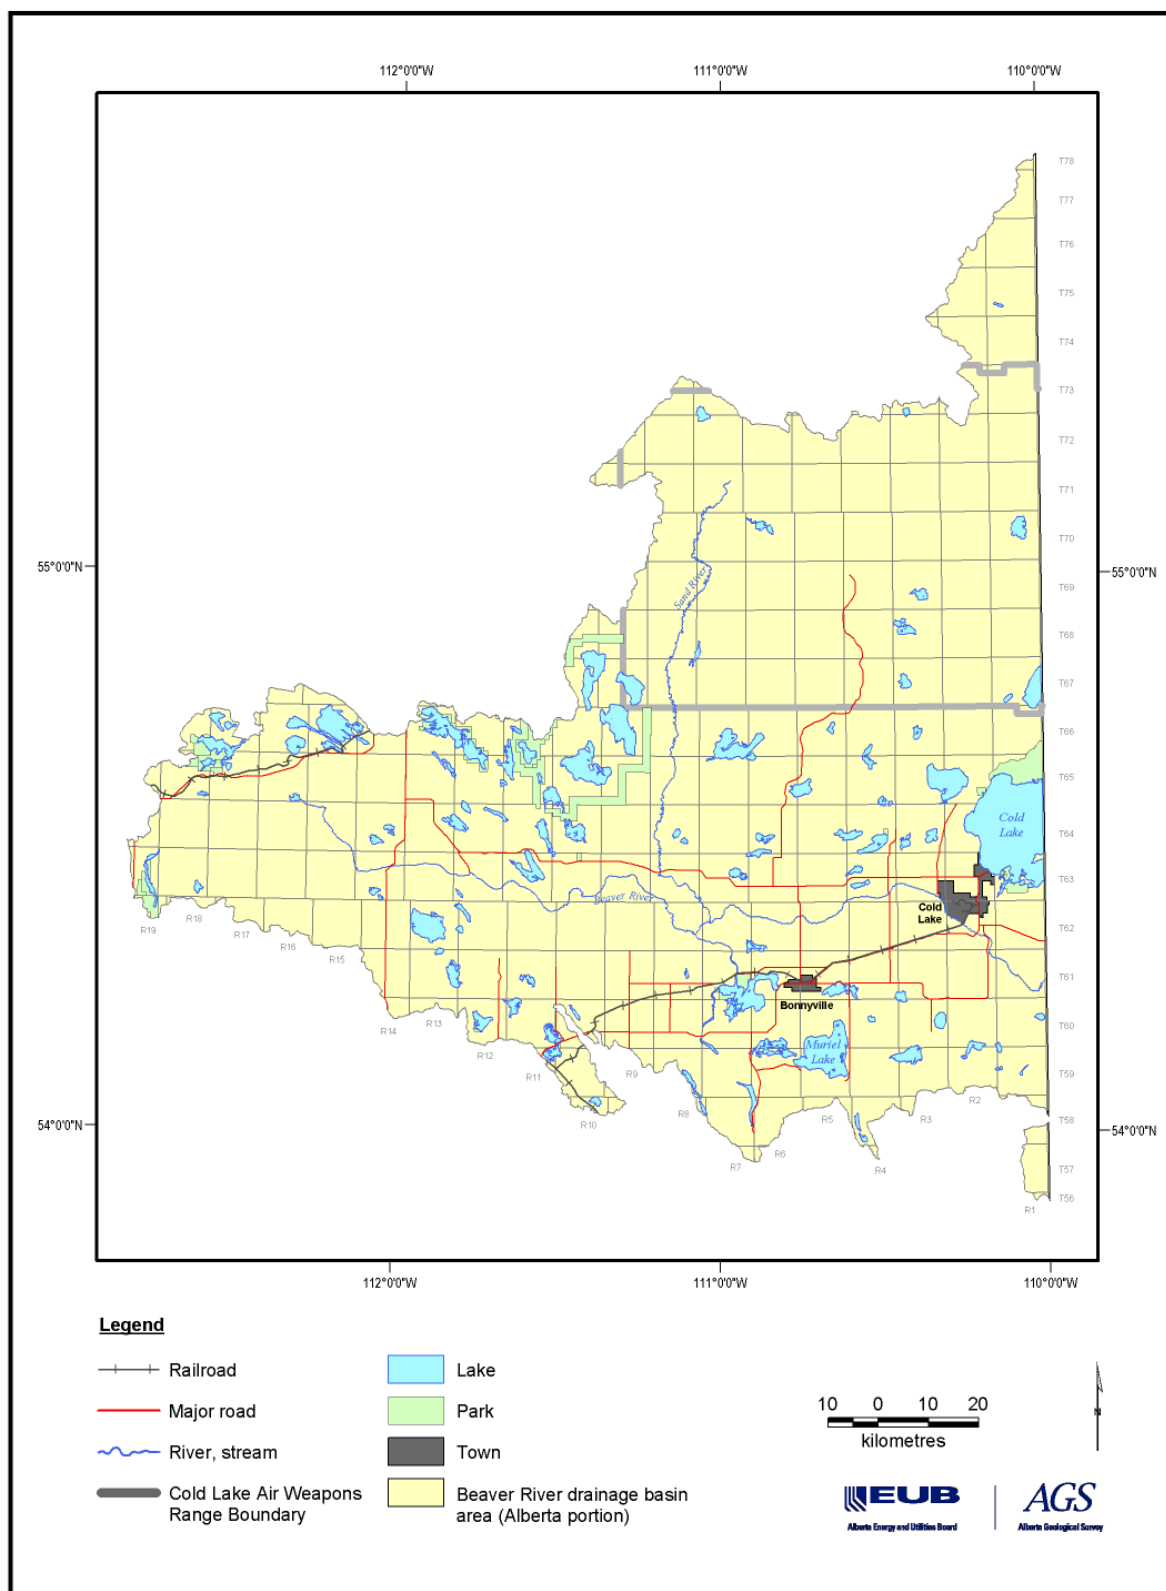 112°0'0"W 111°0'0"W 110°0'0"W
T78
T77
T76
T75
T74
T73
T72
T71
T70
55°0'0"N
55°0'0"N
T69
Sand River
T68
T67
T66
T65
Cold
Lake
T64
T63
Beaver River
Cold
Lake
R19
R18
R17
R16
R15
T62
T61
Bonnyville
R14
R13
R12
R11
R10
R9
T60
Muriel
Lake
T59
R8
R7
R6
R5
R4
R3
R2
T58
54°0'0"N
54°0'0"N
T57
T56
R1
112°0'0"W 111°0'0"W 110°0'0"W
Legend
Railroad
Major road
River, stream
Cold Lake Air Weapons
Range Boundary
Lake
Park
Town
Beaver River drainage basin
area (Alberta portion)
10 0 10 20
kilometres
N
EUB
Alberta Energy and Utilities Board
AGS
Alberta Geological Survey